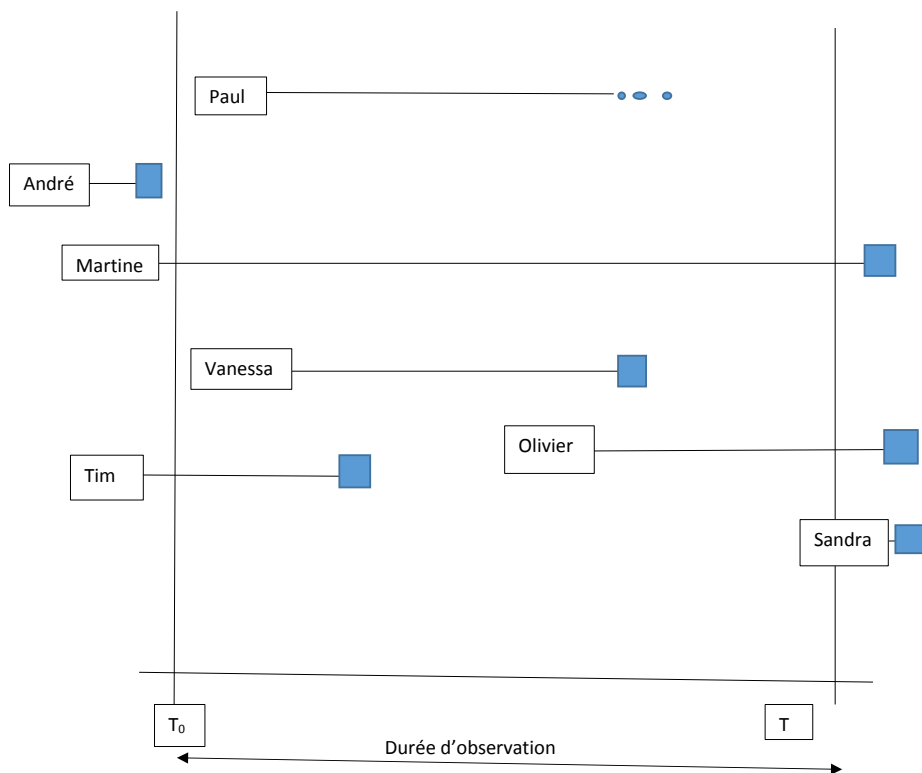 Paul
André
Martine
Vanessa
Olivier
Tim
Sandra
T₀
T
Durée d’observation